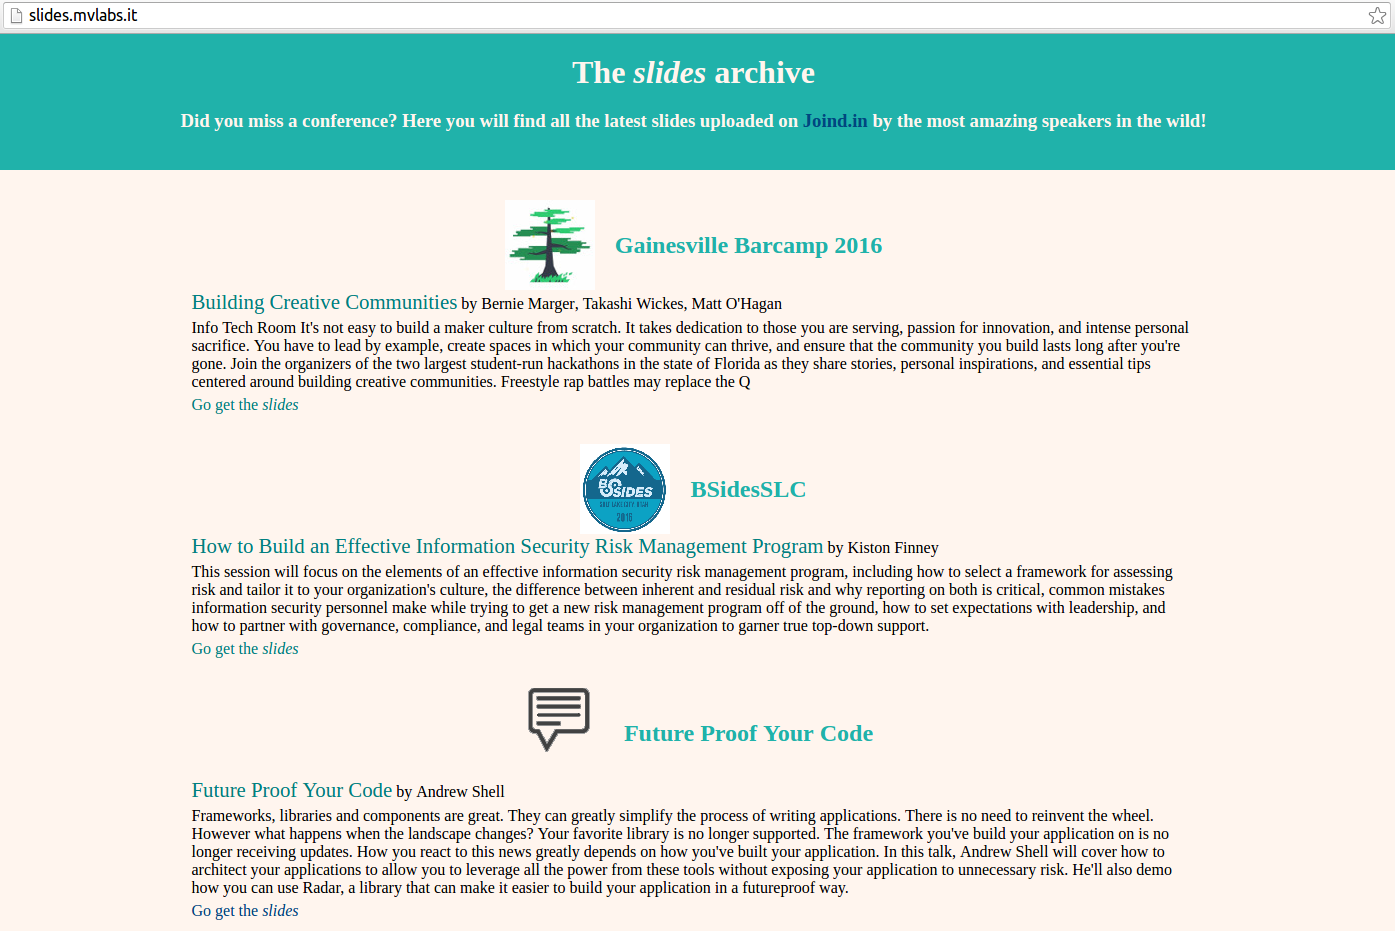 slides.mvlabs.it
The slides archive
Did you miss a conference? Here you will find all the latest slides uploaded on Joind.in by the most amazing speakers in the wild!
Gainesville Barcamp 2016
Building Creative Communities by Bernie Marger, Takashi Wickes, Matt O'Hagan
Info Tech Room It's not easy to build a maker culture from scratch. It takes dedication to those you are serving, passion for innovation, and intense personal
sacrifice. You have to lead by example, create spaces in which your community can thrive, and ensure that the community you build lasts long after you're
gone. Join the organizers of the two largest student-run hackathons in the state of Florida as they share stories, personal inspirations, and essential tips
centered around building creative communities. Freestyle rap battles may replace the Q
Go get the slides
BSIDES
SALT LAKE CITY, UTAH
BSidesSLC
How to Build an Effective Information Security Risk Management Program by Kiston Finney
This session will focus on the elements of an effective information security risk management program, including how to select a framework for assessing
risk and tailor it to your organization's culture, the difference between inherent and residual risk and why reporting on both is critical, common mistakes
information security personnel make while trying to get a new risk management program off of the ground, how to set expectations with leadership, and
how to partner with governance, compliance, and legal teams in your organization to garner true top-down support.
Go get the slides
Future Proof Your Code
Future Proof Your Code by Andrew Shell
Frameworks, libraries and components are great. They can greatly simplify the process of writing applications. There is no need to reinvent the wheel.
However what happens when the landscape changes? Your favorite library is no longer supported. The framework you've build your application on is no
longer receiving updates. How you react to this news greatly depends on how you've built your application. In this talk, Andrew Shell will cover how to
architect your applications to allow you to leverage all the power from these tools without exposing your application to unnecessary risk. He'll also demo
how you can use Radar, a library that can make it easier to build your application in a futureproof way.
Go get the slides